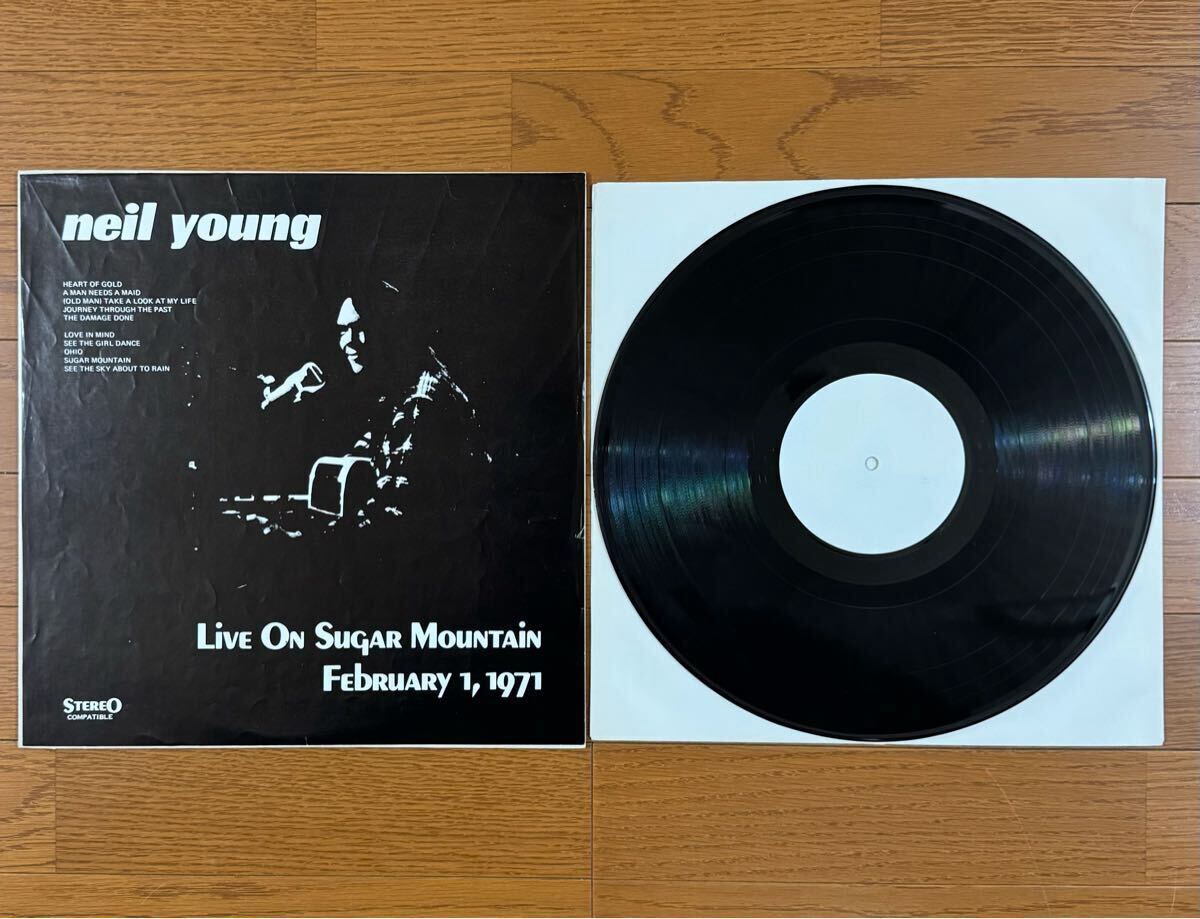 neil young
HEART OF GOLD
A MAN NEEDS A MAID
(OLD MAN) TAKE A LOOK AT MY LIFE
JOURNEY THROUGH THE PAST
THE DAMAGE DONE
LOVE IN MIND
SEE THE GIRL DANCE
OHIO
SUGAR MOUNTAIN
SEE THE SKY ABOUT TO RAIN
LIVE ON SUGAR MOUNTAIN
FEBRUARY 1, 1971
STEREO
COMPATIBLE